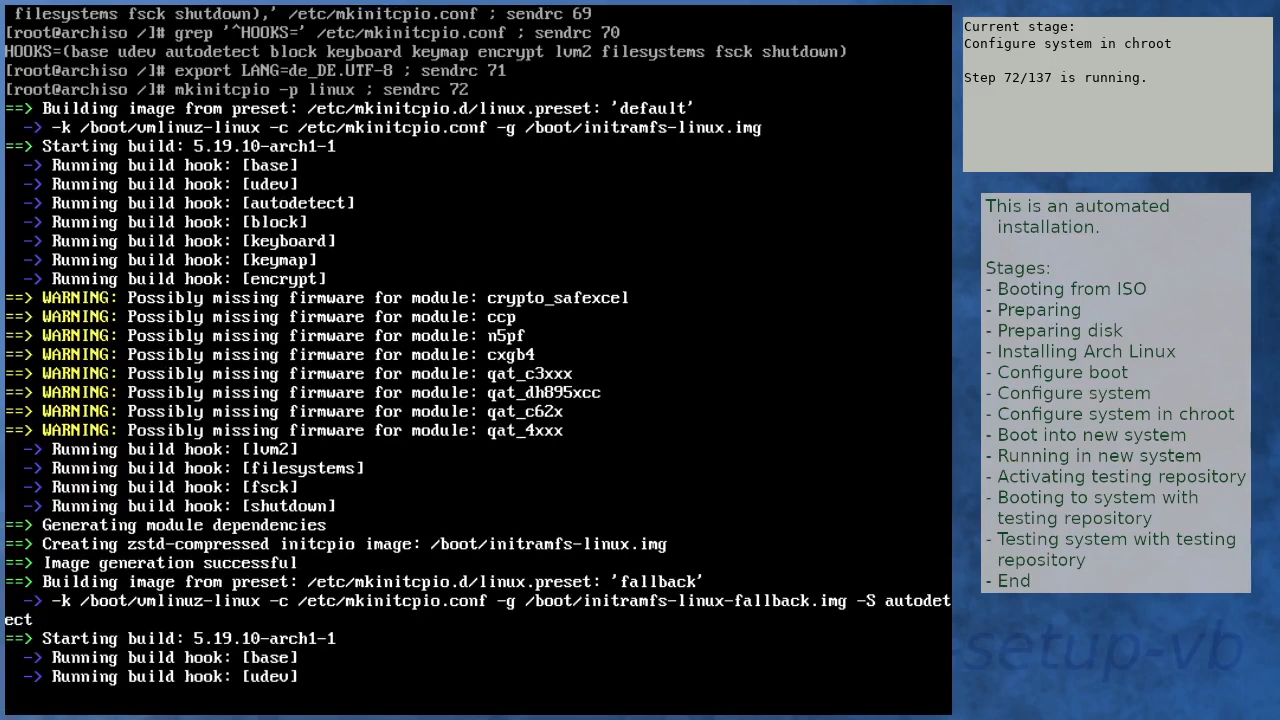 filesystems fsck shutdown),' /etc/mkinitcpio.conf ; sendrc 69
[root@archiso /]# grep '^HOOKS=' /etc/mkinitcpio.conf ; sendrc 70
HOOKS=(base udev autodetect block keyboard keymap encrypt lvm2 filesystems fsck shutdown)
[root@archiso /]# export LANG=de_DE.UTF-8 ; sendrc 71
[root@archiso /]# mkinitcpio -p linux ; sendrc 72
==> Building image from preset: /etc/mkinitcpio.d/linux.preset: 'default'
  -> -k /boot/vmlinuz-linux -c /etc/mkinitcpio.conf -g /boot/initramfs-linux.img
==> Starting build: 5.19.10-arch1-1
  -> Running build hook: [base]
  -> Running build hook: [udev]
  -> Running build hook: [autodetect]
  -> Running build hook: [block]
  -> Running build hook: [keyboard]
  -> Running build hook: [keymap]
  -> Running build hook: [encrypt]
==> WARNING: Possibly missing firmware for module: crypto_safexcel
==> WARNING: Possibly missing firmware for module: ccp
==> WARNING: Possibly missing firmware for module: n5pf
==> WARNING: Possibly missing firmware for module: cxgb4
==> WARNING: Possibly missing firmware for module: qat_c3xxx
==> WARNING: Possibly missing firmware for module: qat_dh895xcc
==> WARNING: Possibly missing firmware for module: qat_c62x
==> WARNING: Possibly missing firmware for module: qat_4xxx
  -> Running build hook: [lvm2]
  -> Running build hook: [filesystems]
  -> Running build hook: [fsck]
  -> Running build hook: [shutdown]
==> Generating module dependencies
==> Creating zstd-compressed initcpio image: /boot/initramfs-linux.img
==> Image generation successful
==> Building image from preset: /etc/mkinitcpio.d/linux.preset: 'fallback'
  -> -k /boot/vmlinuz-linux -c /etc/mkinitcpio.conf -g /boot/initramfs-linux-fallback.img -S autodet
ect
==> Starting build: 5.19.10-arch1-1
  -> Running build hook: [base]
  -> Running build hook: [udev]
Current stage:
Configure system in chroot
Step 72/137 is running.
This is an automated
installation.
Stages:
- Booting from ISO
- Preparing
- Preparing disk
- Installing Arch Linux
- Configure boot
- Configure system
- Configure system in chroot
- Boot into new system
- Running in new system
- Activating testing repository
- Booting to system with
testing repository
- Testing system with testing
repository
- End
-setup-vb